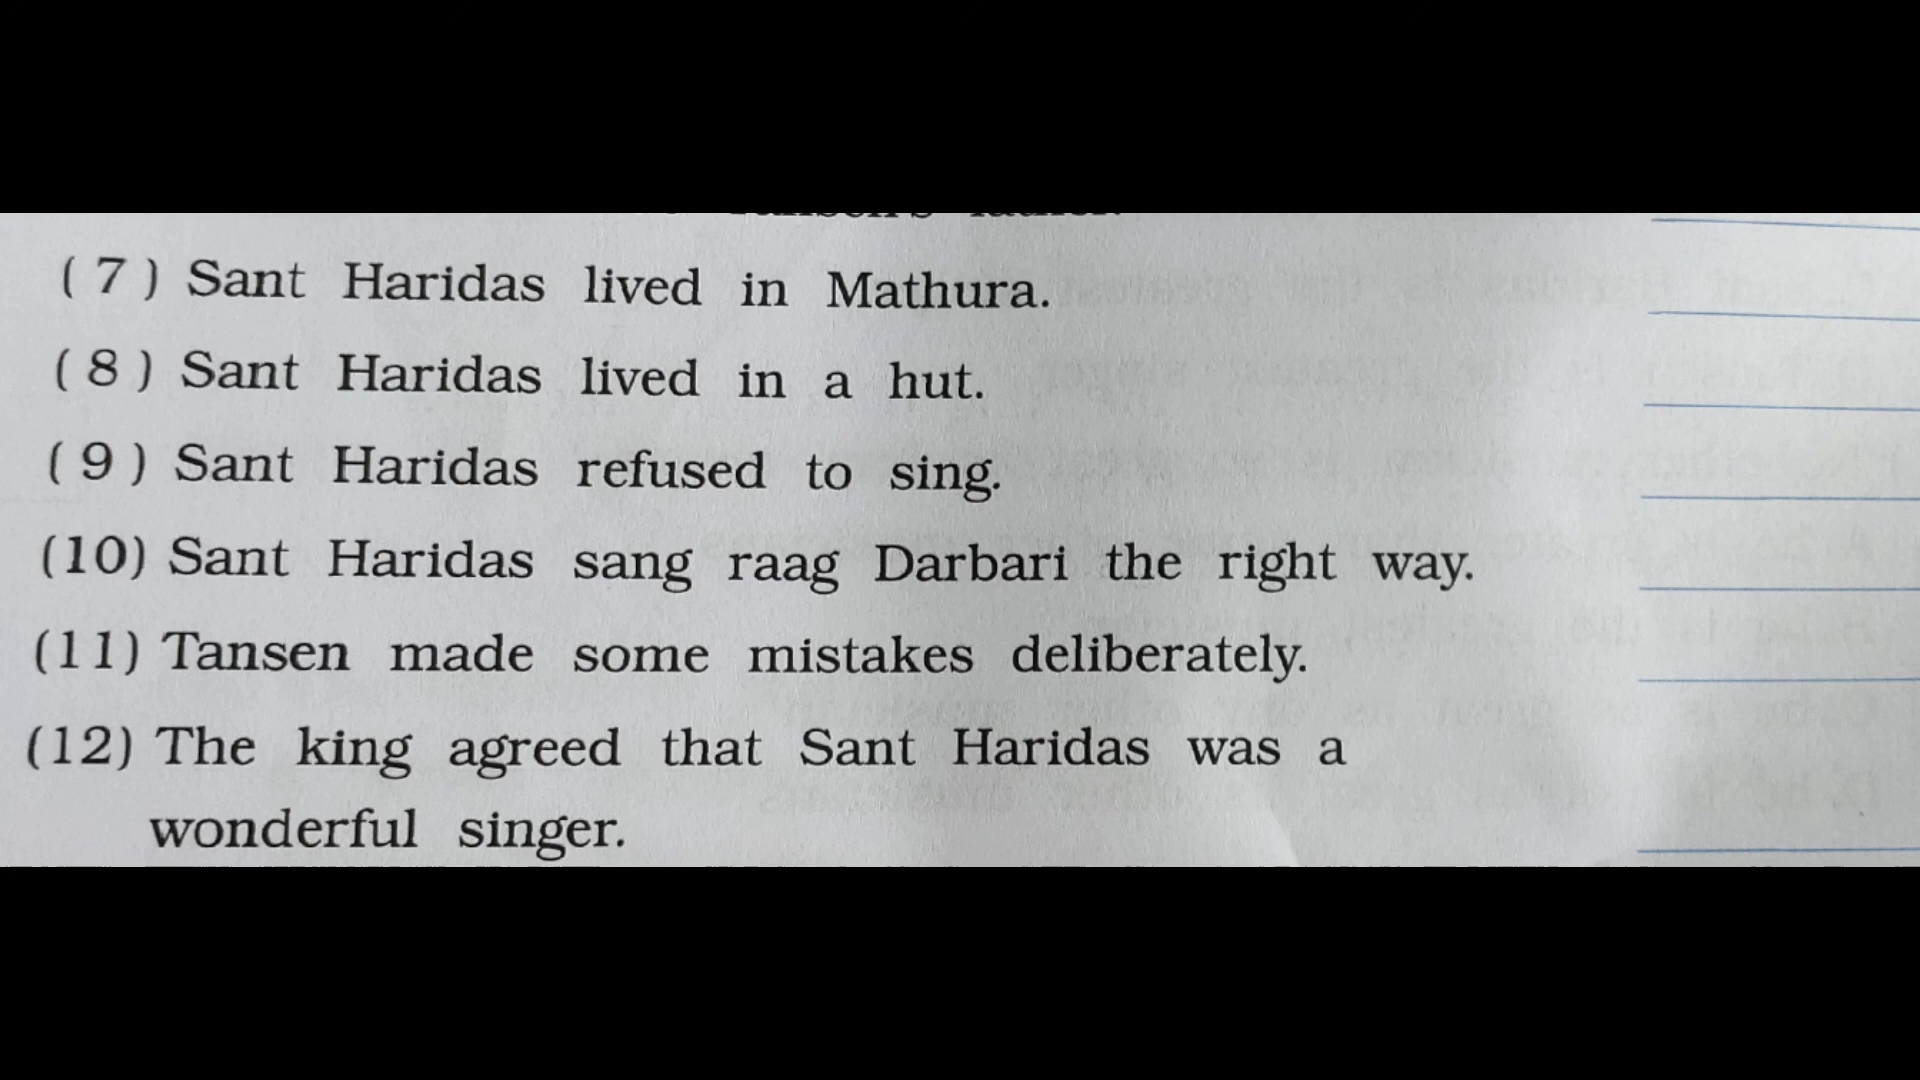 (7) Sant Haridas lived in Mathura.
(8) Sant Haridas lived in a hut.
(9) Sant Haridas refused to sing.
(10) Sant Haridas sang raag Darbari the right way.
(11) Tansen made some mistakes deliberately.
(12) The king agreed that Sant Haridas was a
wonderful singer.